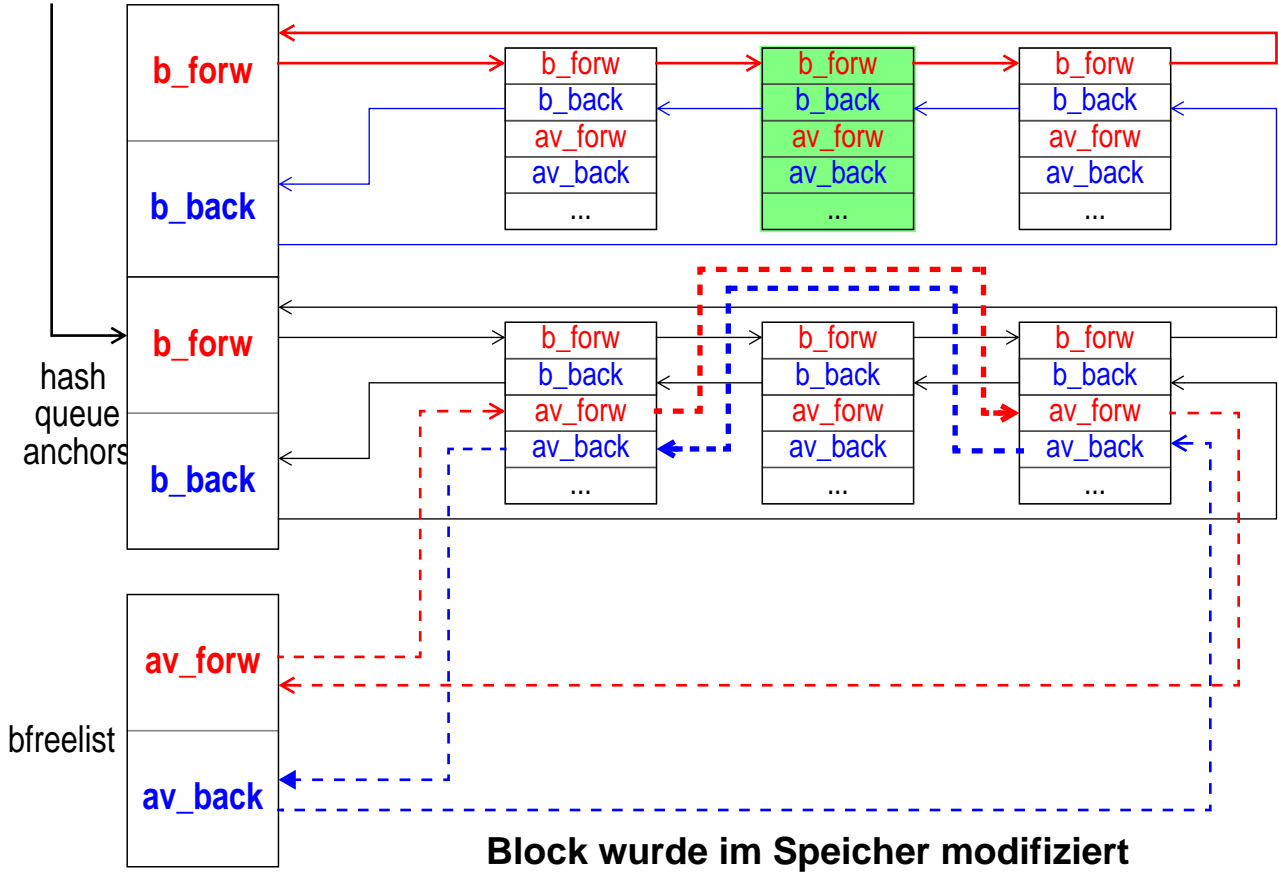 b_forw
b_back
b_forw
b_back
av_forw
av_back
...
b_forw
b_back
av_forw
av_back
...
b_forw
b_back
av_forw
av_back
...
hash
queue
anchors
b_forw
b_back
b_forw
b_back
av_forw
av_back
...
b_forw
b_back
av_forw
av_back
...
b_forw
b_back
av_forw
av_back
...
bfreelist
av_forw
av_back
Block wurde im Speicher modifiziert